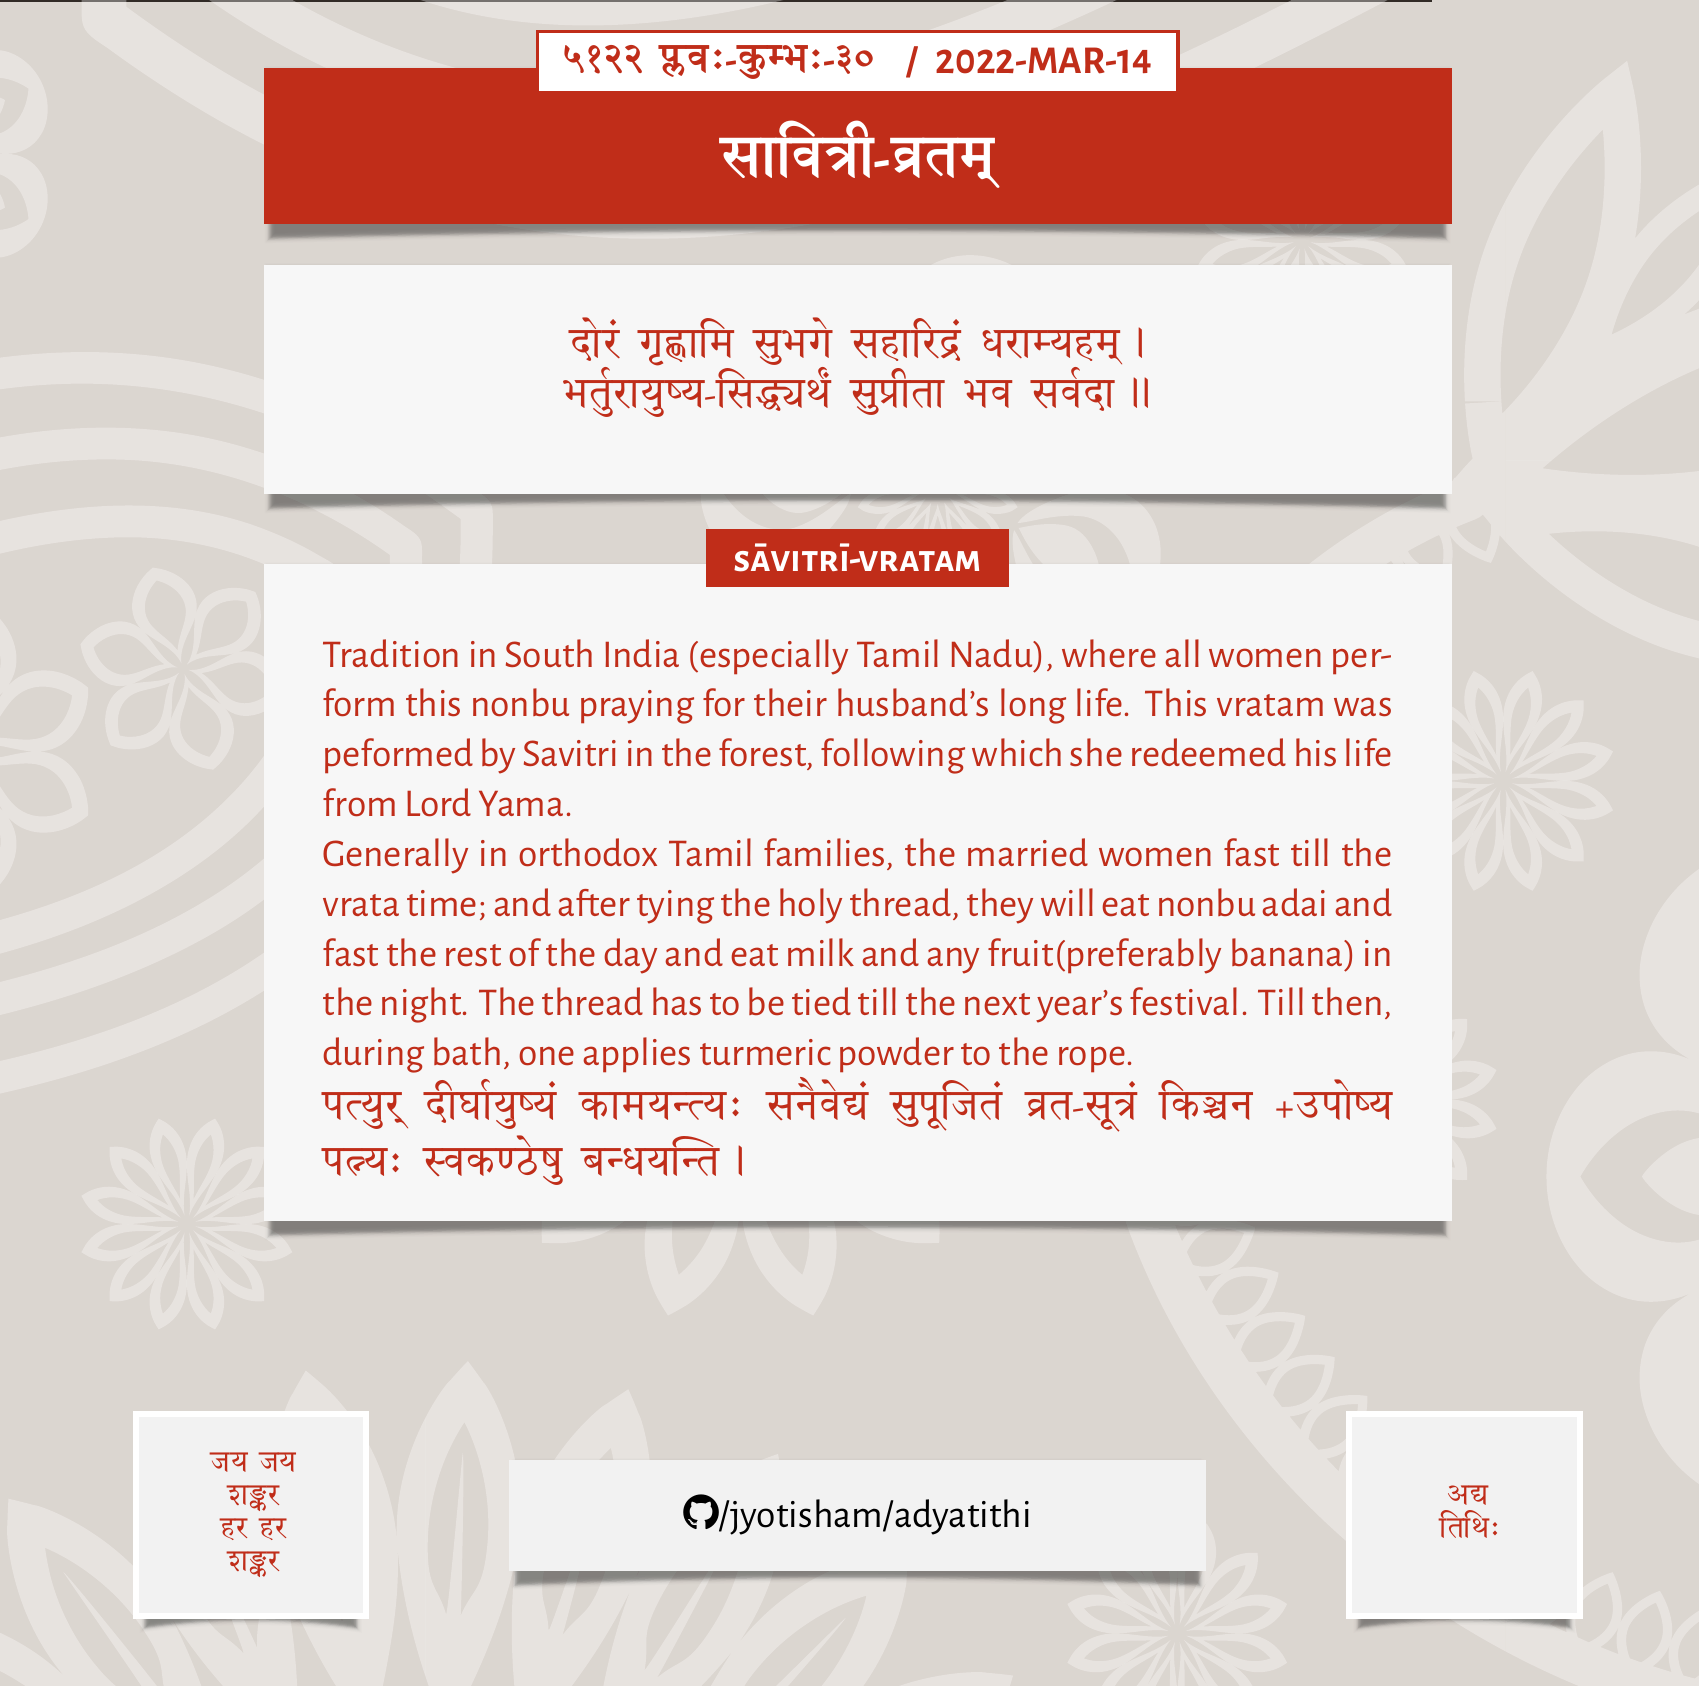 ५१२२ प्लवः-कुम्भः-३० / 2022-MAR-14
सावित्री-व्रतम्
दोरं गृह्णामि सुभगे सहारिद्रं धराम्यहम् ।
भर्तुरायुष्य-सिद्ध्यर्थं सुप्रीता भव सर्वदा ॥
SĀVITRĪ-VRATAM
Tradition in South India (especially Tamil Nadu), where all women per-
form this nonbu praying for their husband’s long life. This vratam was
peformed by Savitri in the forest, following which she redeemed his life
from Lord Yama.
Generally in orthodox Tamil families, the married women fast till the
vrata time; and after tying the holy thread, they will eat nonbu adai and
fast the rest of the day and eat milk and any fruit(preferably banana) in
the night. The thread has to be tied till the next year’s festival. Till then,
during bath, one applies turmeric powder to the rope.
पत्युर् दीर्घायुष्यं कामयन्त्यः सनैवेद्यं सुपूजितं व्रत-सूत्रं किञ्चन +उपोष्य
पत्न्यः स्वकण्ठेषु बन्धयन्ति ।
जय जय
शङ्कर
हर हर
शङ्कर
/jyotisham/adyatithi
अद्य
तिथिः